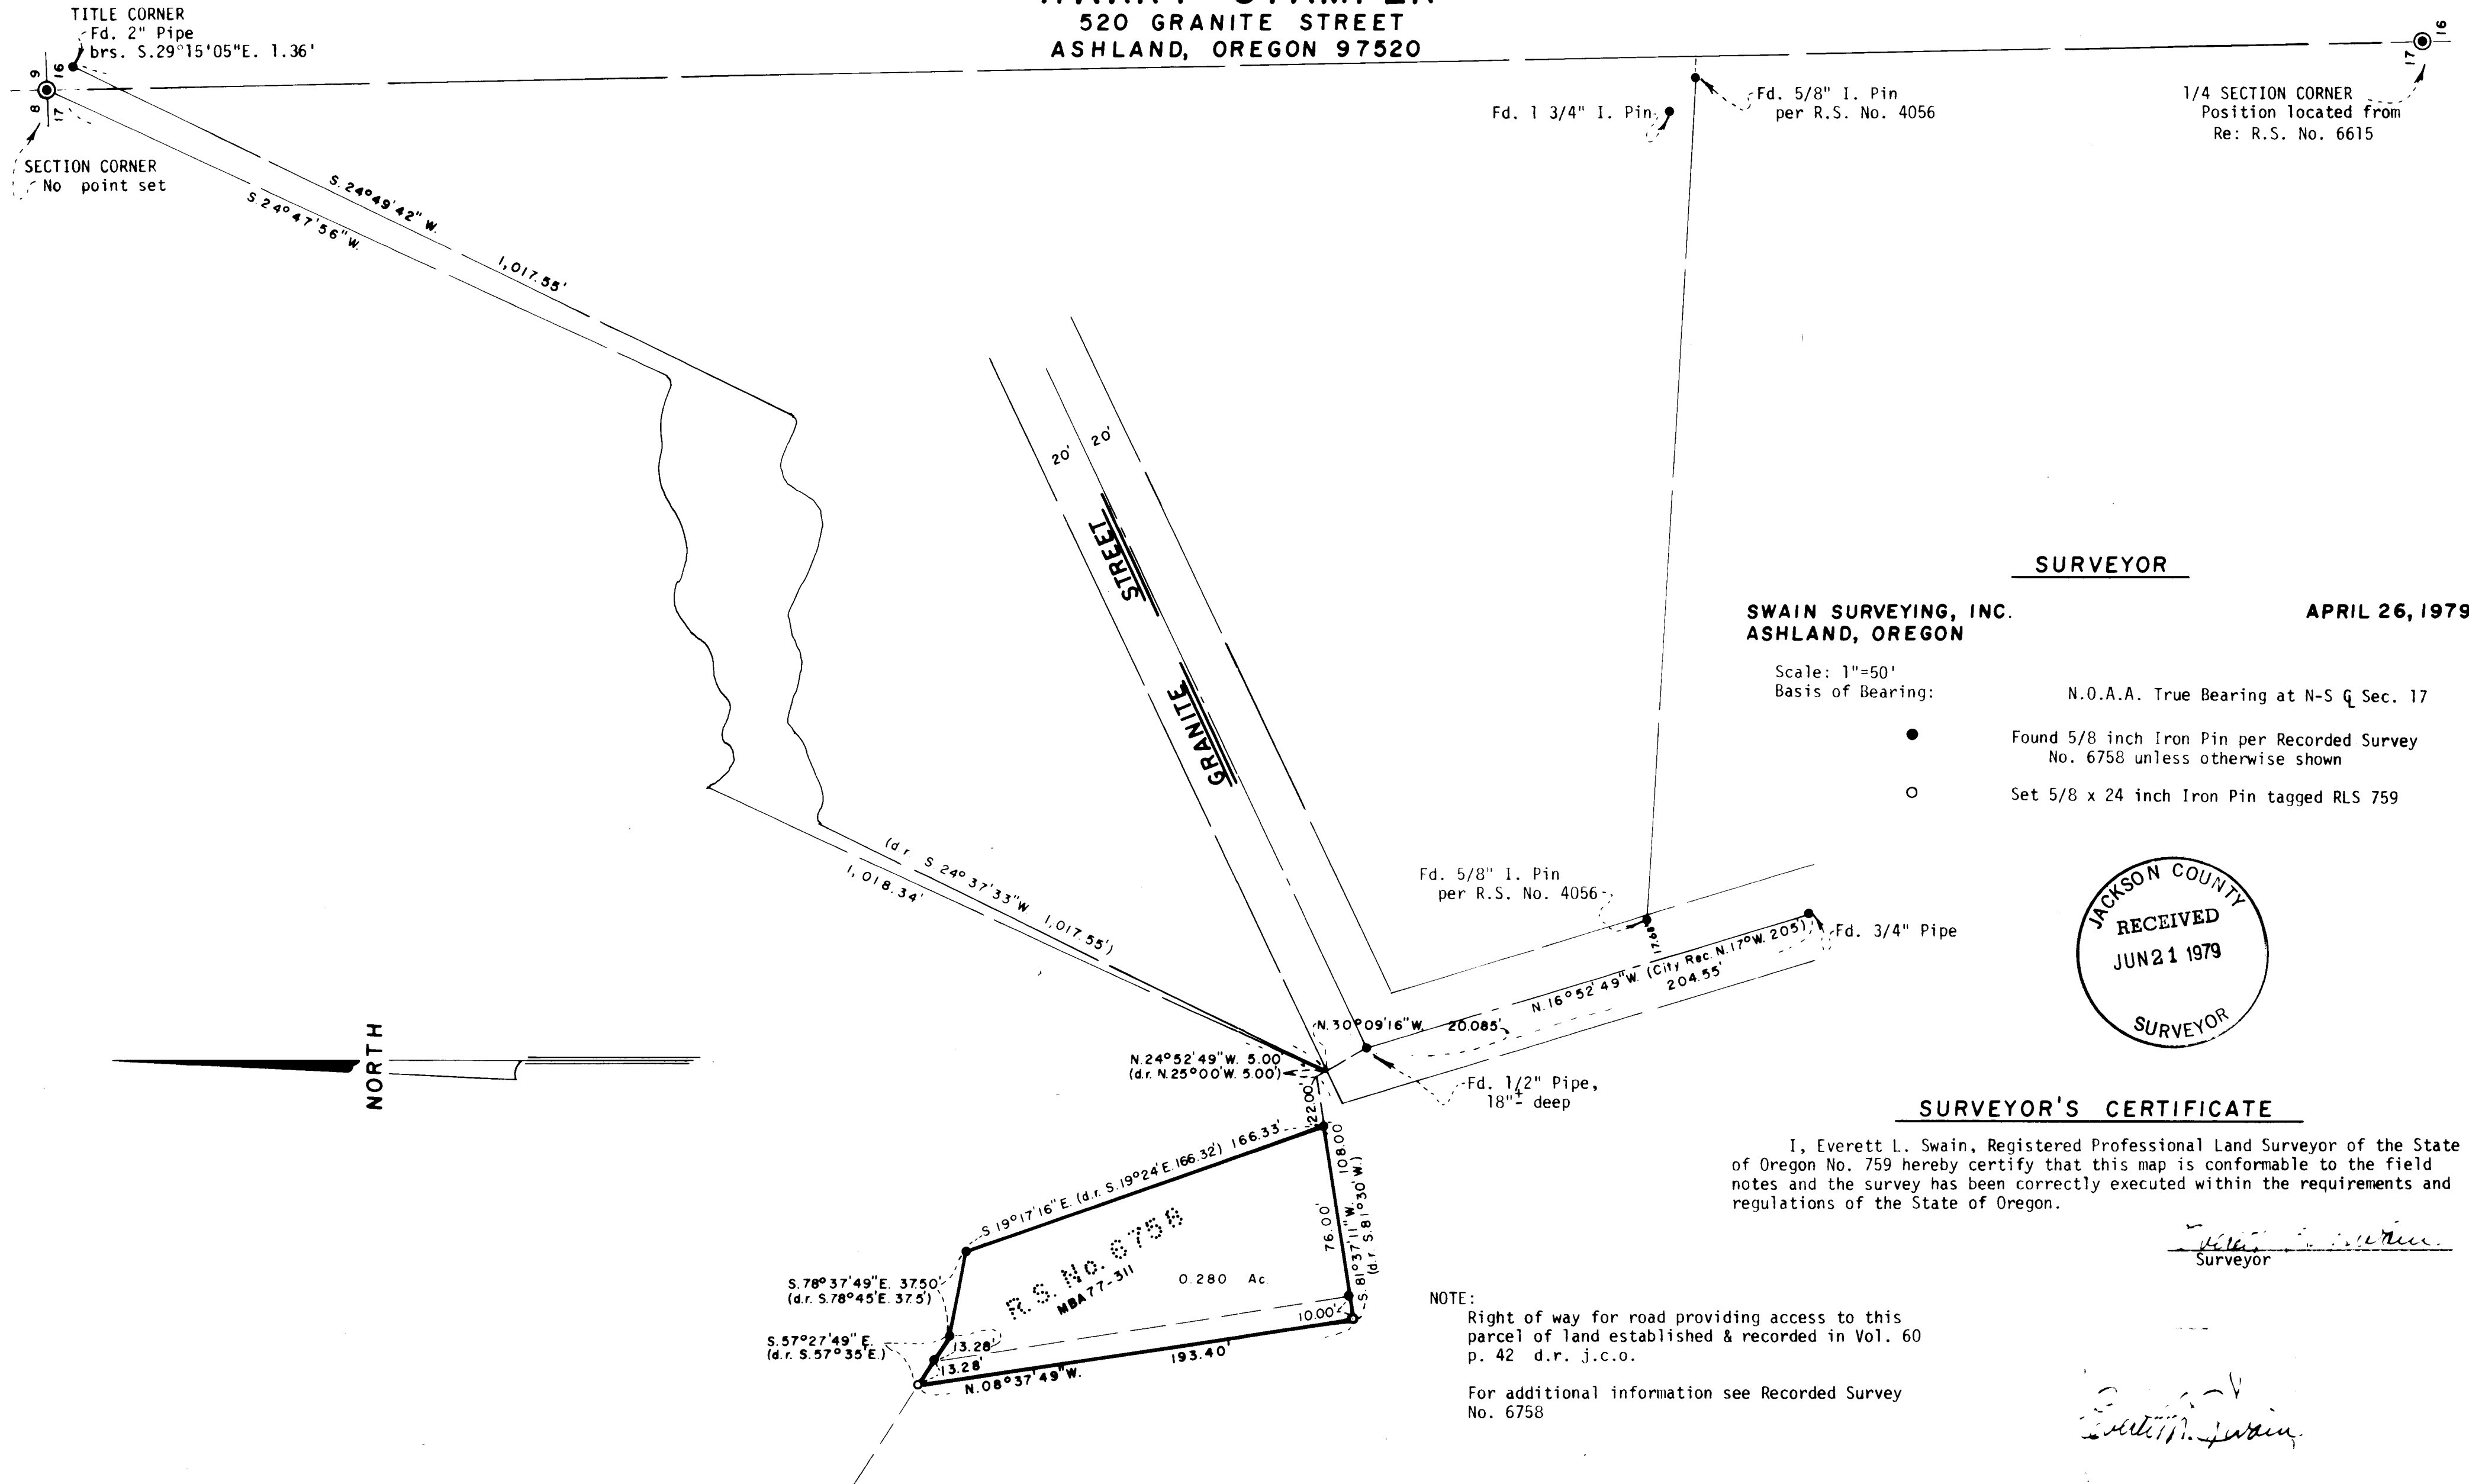 520 GRANITE STREET
ASHLAND, OREGON 97520
TITLE CORNER
Fd. 2" Pipe
brs. S.29°15'05"E. 1.36'
9
16
8
17
SECTION CORNER
No point set
S. 24°49'42" W.
1,017.55'
S. 24°47'56" W.
Fd. 1 3/4" I. Pin
Fd. 5/8" I. Pin
per R.S. No. 4056
16
17
1/4 SECTION CORNER
Position located from
Re: R.S. No. 6615
20'
20'
GRANITE STREET
(d r S. 24° 37'33"W 1,017.55')
1,018.34'
SURVEYOR
SWAIN SURVEYING, INC.
APRIL 26, 1979
ASHLAND, OREGON
Scale: 1"=50'
Basis of Bearing:
N.O.A.A. True Bearing at N-S ℄ Sec. 17
Found 5/8 inch Iron Pin per Recorded Survey
No. 6758 unless otherwise shown
Set 5/8 x 24 inch Iron Pin tagged RLS 759
JACKSON COUNTY
RECEIVED
JUN 21 1979
SURVEYOR
Fd. 5/8" I. Pin
per R.S. No. 4056
17.68'
Fd. 3/4" Pipe
N. 16°52'49"W. (City Rec. N.17°W. 205')
204.55'
N. 30°09'16"W. 20.085'
N. 24°52'49"W. 5.00'
(d.r. N.25°00'W. 5.00')
Fd. 1/2" Pipe,
18"± deep
22.00'
NORTH
S 19°17'16" E. (d.r. S.19°24'E. 166.32) 166.33'
108.00'
76.00'
S. 81°37'11"W.
(d.r. S.81°30'W.)
R.S. No. 6758
MBA77-311
0.280 Ac.
S.78°37'49"E. 37.50'
(d.r. S.78°45'E. 37.5')
S.57°27'49" E.
(d.r. S.57°35'E.)
13.28'
13.28'
10.00'
193.40'
N. 08°37'49"W.
SURVEYOR'S CERTIFICATE
I, Everett L. Swain, Registered Professional Land Surveyor of the State
of Oregon No. 759 hereby certify that this map is conformable to the field
notes and the survey has been correctly executed within the requirements and
regulations of the State of Oregon.
Surveyor
NOTE:
Right of way for road providing access to this
parcel of land established & recorded in Vol. 60
p. 42 d.r. j.c.o.
For additional information see Recorded Survey
No. 6758